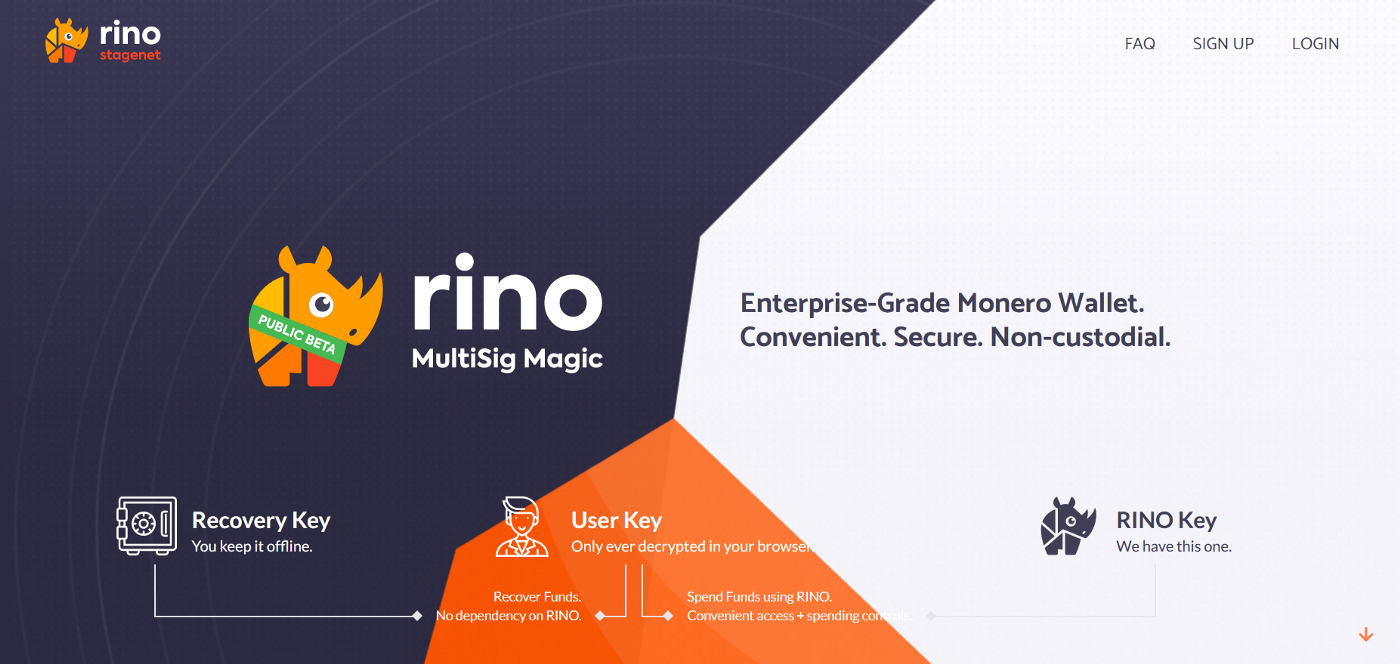 rino
stagenet
FAQ
SIGN UP
LOGIN
PUBLIC BETA
rino
MultiSig Magic
Enterprise-Grade Monero Wallet.
Convenient. Secure. Non-custodial.
Recovery Key
You keep it offline.
User Key
Only ever decrypted in your browser.
RINO Key
We have this one.
Recover Funds.
No dependency on RINO.
Spend Funds using RINO.
Convenient access + spending controls.